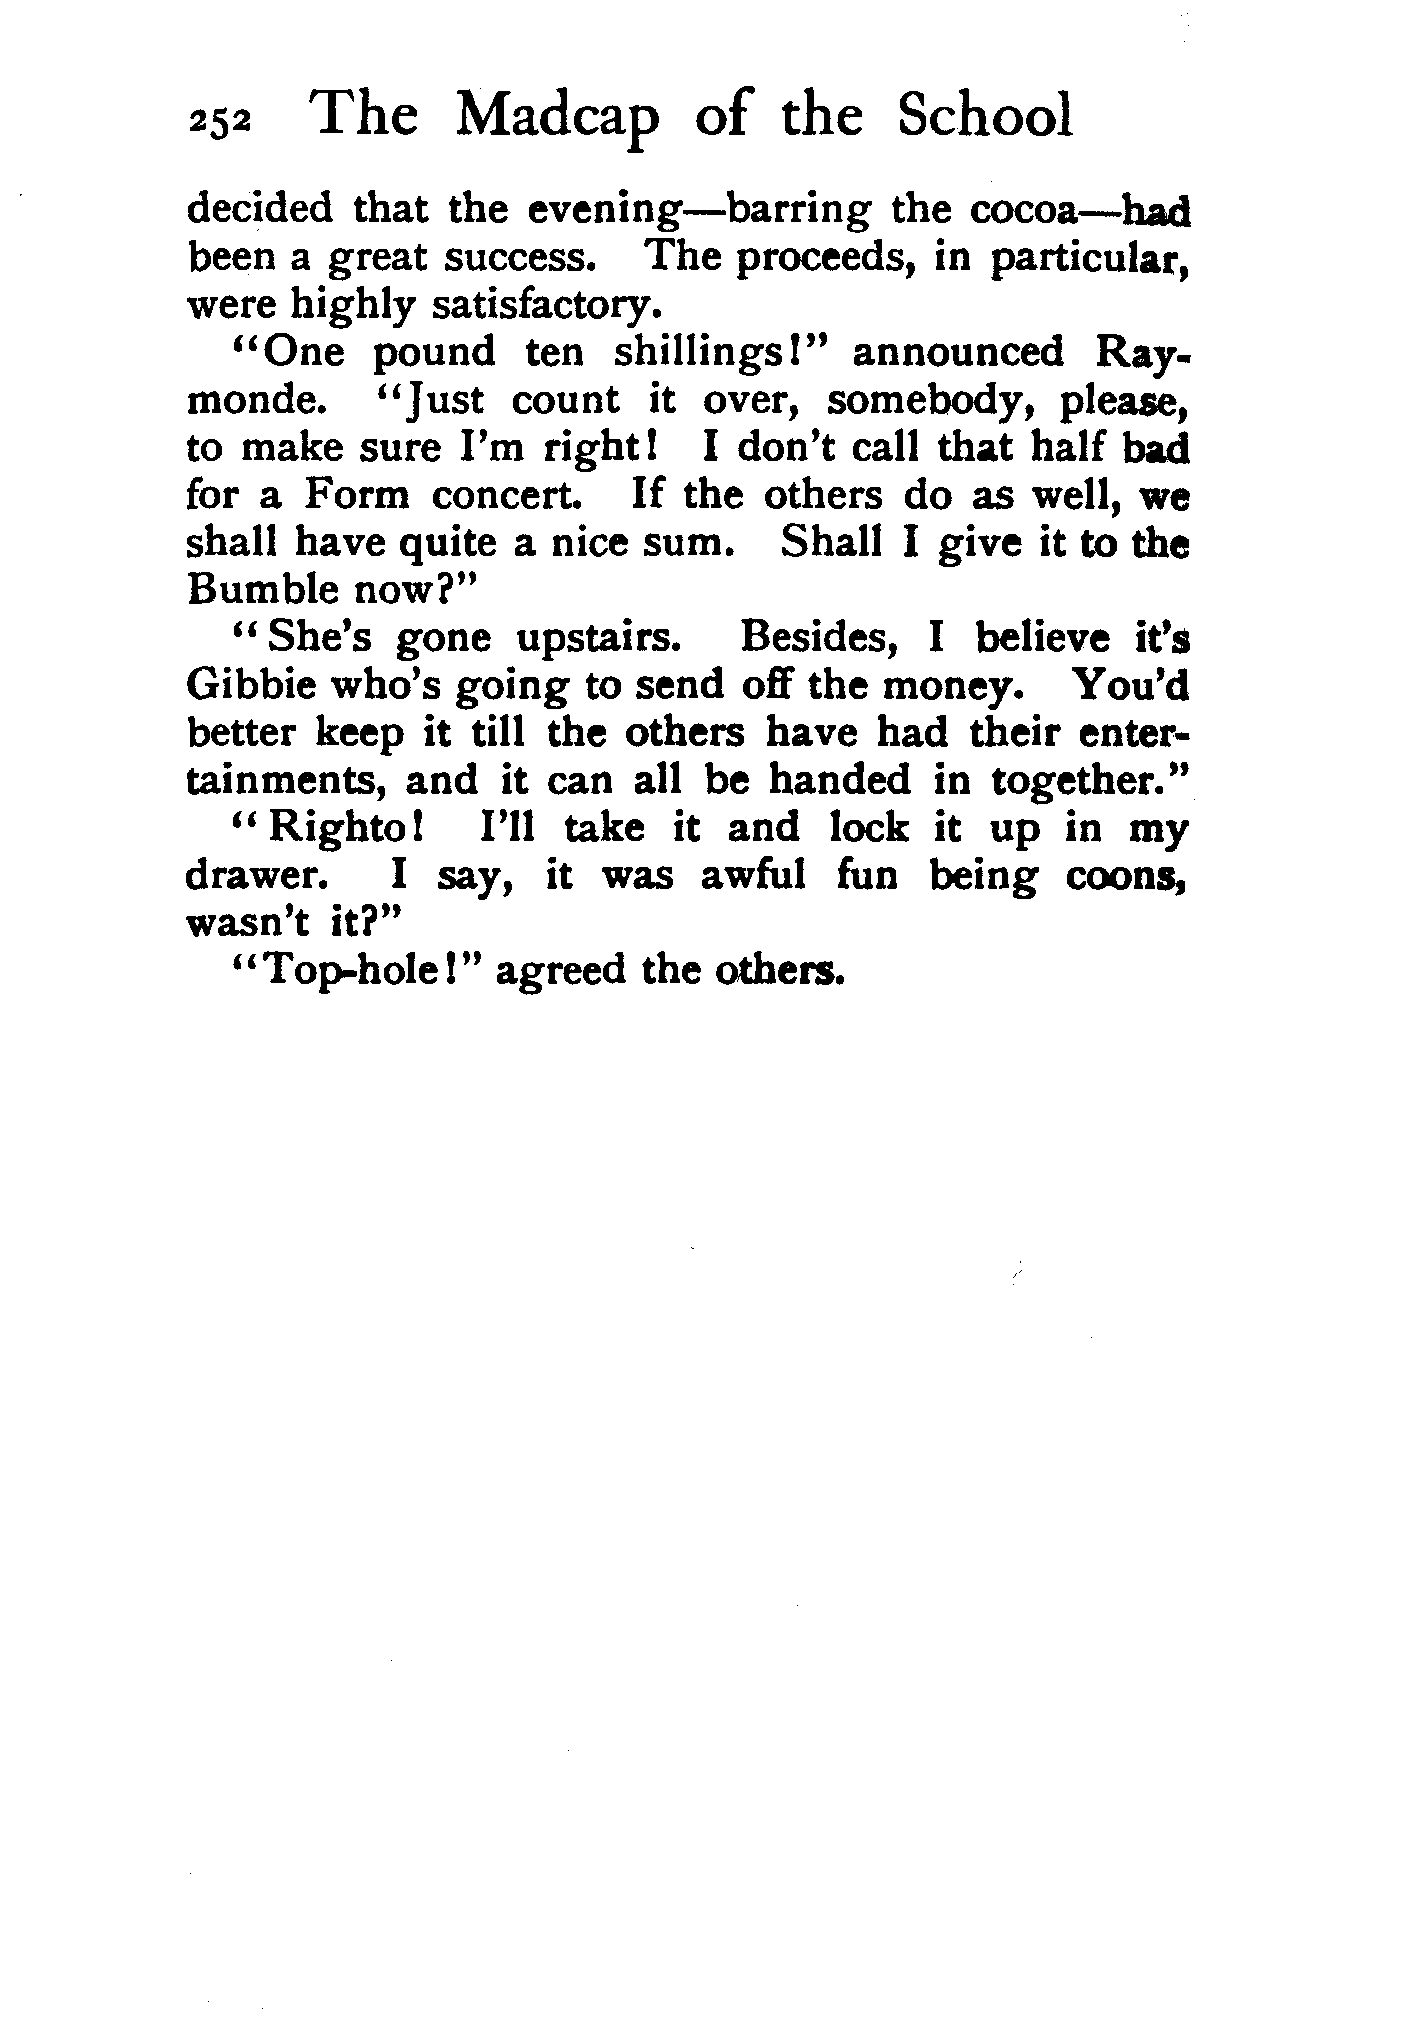 252 The Madcap of the School
decided that the evening—barring the cocoa—had
been a great success. The proceeds, in particular,
were highly satisfactory.
"One pound ten shillings!" announced Ray-
monde. "Just count it over, somebody, please,
to make sure I'm right! I don't call that half bad
for a Form concert. If the others do as well, we
shall have quite a nice sum. Shall I give it to the
Bumble now?"
"She's gone upstairs. Besides, I believe it's
Gibbie who's going to send off the money. You'd
better keep it till the others have had their enter-
tainments, and it can all be handed in together."
"Righto! I'll take it and lock it up in my
drawer. I say, it was awful fun being coons,
wasn't it?"
"Top-hole!" agreed the others.